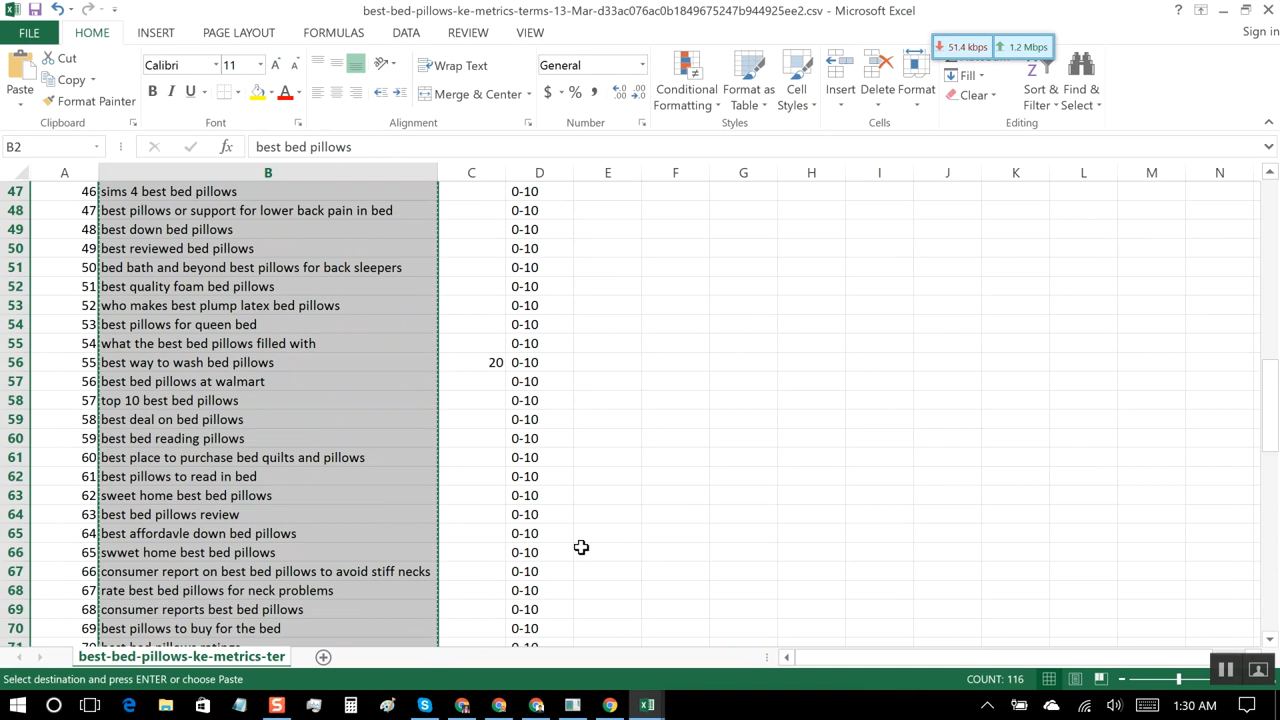 best-bed-pillows-ke-metrics-terms-13-Mar-d33ac076ac0b1849675247b944925ee2.csv - Microsoft Excel
FILE HOME INSERT PAGE LAYOUT FORMULAS DATA REVIEW VIEW Sign in
51.4 kbps 1.2 Mbps
Paste
Cut
Copy
Format Painter
Clipboard
Calibri 11
B I U
Font
Wrap Text
Merge & Center
Alignment
General
$ % ,
Number
Conditional Formatting
Format as Table
Cell Styles
Styles
Insert Delete Format
Cells
Fill
Clear
Sort & Filter
Find & Select
Editing
B2 fx best bed pillows
A B C D E F G H I J K L M N
47 46 sims 4 best bed pillows 0-10
48 47 best pillows or support for lower back pain in bed 0-10
49 48 best down bed pillows 0-10
50 49 best reviewed bed pillows 0-10
51 50 bed bath and beyond best pillows for back sleepers 0-10
52 51 best quality foam bed pillows 0-10
53 52 who makes best plump latex bed pillows 0-10
54 53 best pillows for queen bed 0-10
55 54 what the best bed pillows filled with 0-10
56 55 best way to wash bed pillows 20 0-10
57 56 best bed pillows at walmart 0-10
58 57 top 10 best bed pillows 0-10
59 58 best deal on bed pillows 0-10
60 59 best bed reading pillows 0-10
61 60 best place to purchase bed quilts and pillows 0-10
62 61 best pillows to read in bed 0-10
63 62 sweet home best bed pillows 0-10
64 63 best bed pillows review 0-10
65 64 best affordavle down bed pillows 0-10
66 65 swwet home best bed pillows 0-10
67 66 consumer report on best bed pillows to avoid stiff necks 0-10
68 67 rate best bed pillows for neck problems 0-10
69 68 consumer reports best bed pillows 0-10
70 69 best pillows to buy for the bed 0-10
71 70 best bed pillows ratings 0-10
best-bed-pillows-ke-metrics-ter
Select destination and press ENTER or choose Paste COUNT: 116
1:30 AM